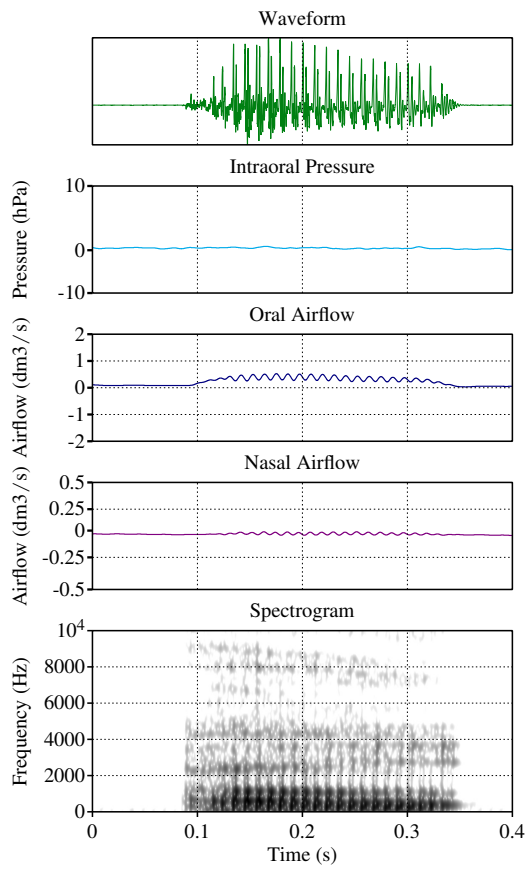 Waveform
Intraoral Pressure
Pressure (hPa)
10
0
-10
Oral Airflow
Airflow (dm3/s)
2
1
0
-1
-2
Nasal Airflow
Airflow (dm3/s)
0.5
0.25
0
-0.25
-0.5
Spectrogram
Frequency (Hz)
10⁴
8000
6000
4000
2000
0
0 0.1 0.2 0.3 0.4
Time (s)